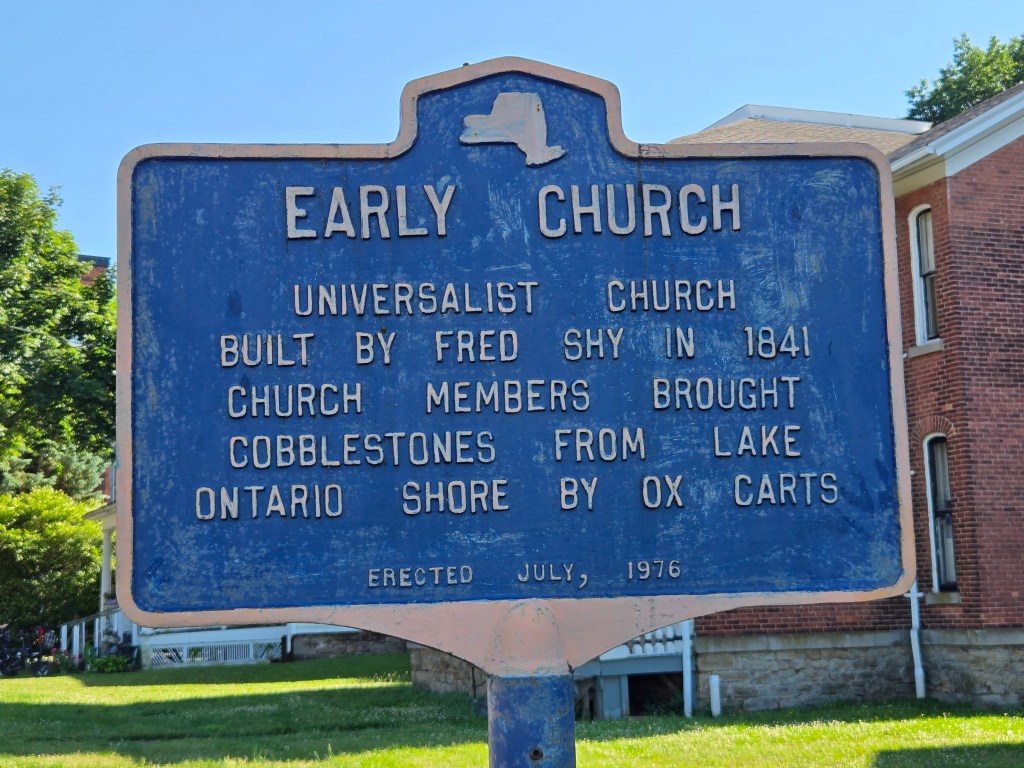 EARLY CHURCH
UNIVERSALIST CHURCH
BUILT BY FRED SHY IN 1841
CHURCH MEMBERS BROUGHT
COBBLESTONES FROM LAKE
ONTARIO SHORE BY OX CARTS
ERECTED JULY, 1976